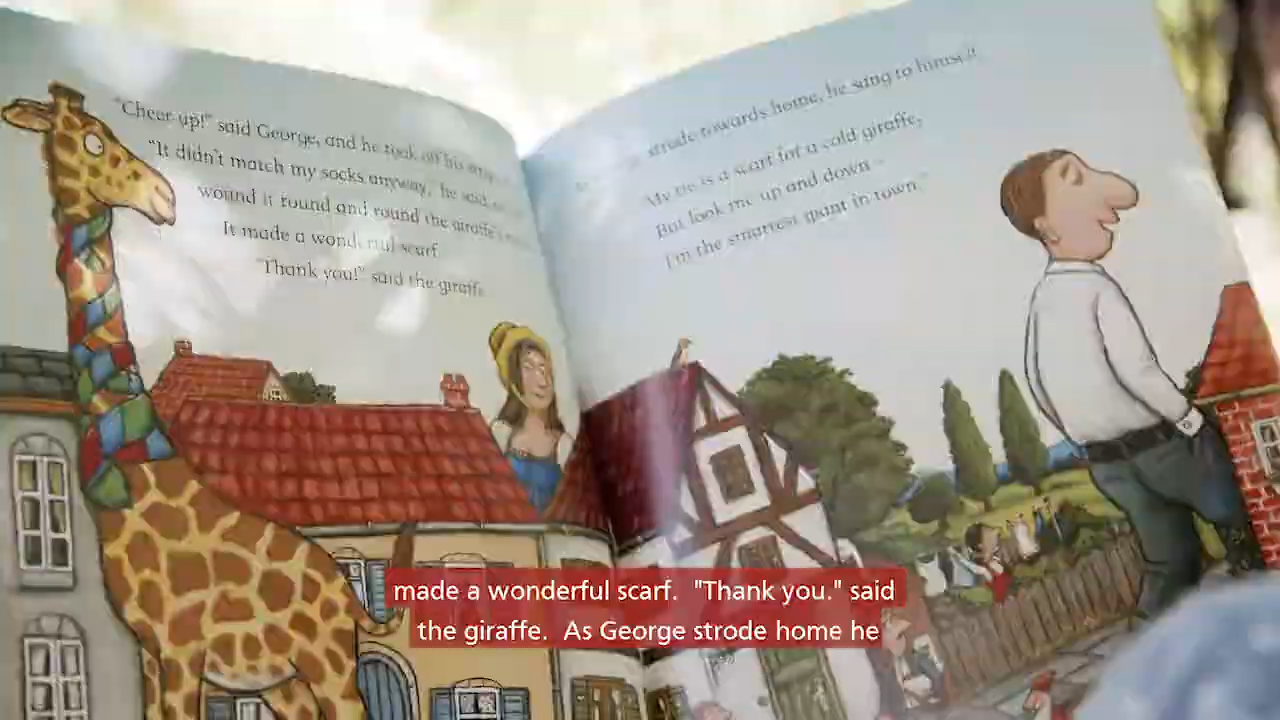 "Cheer up!" said George, and he took off his
"It didn't match my socks anyway," he said
wound it round and round the giraffe's
It made a wonderful scarf.
"Thank you!" said the giraffe.
strode towards home, he sang to himself,
My tie is a scarf for a cold giraffe,
But look me up and down –
I'm the smartest giant in town."
made a wonderful scarf.  "Thank you." said
the giraffe.  As George strode home he